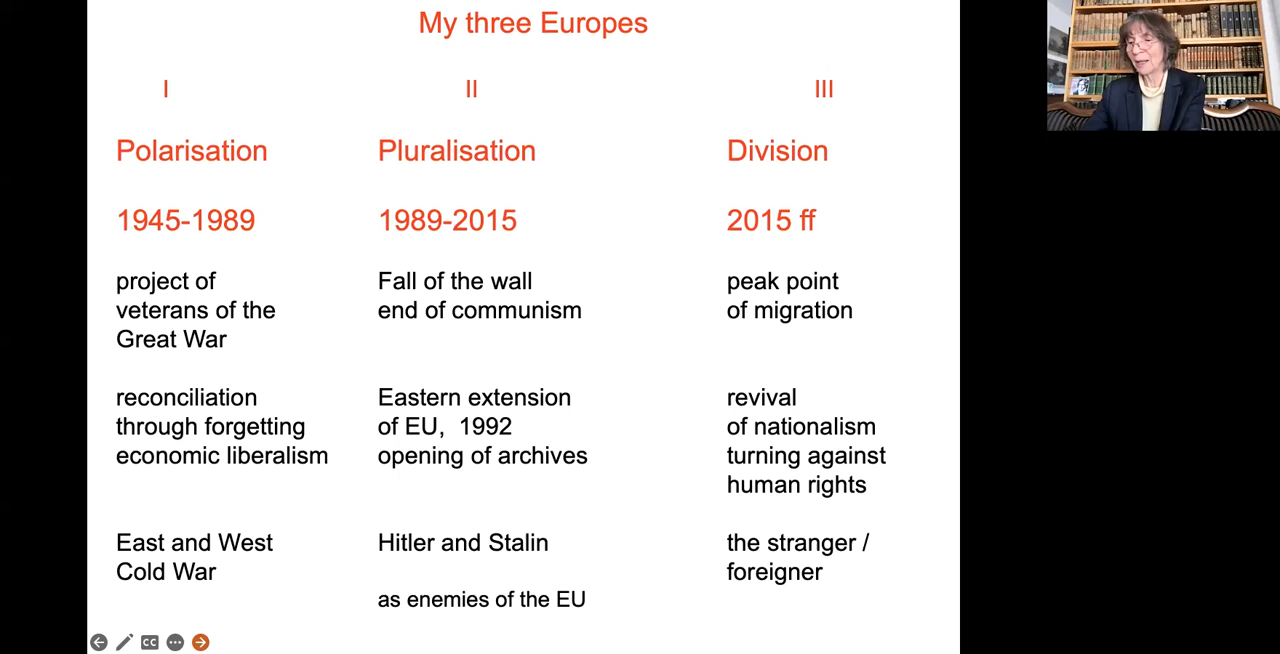 My three Europes
I
II
III
Polarisation
Pluralisation
Division
1945-1989
1989-2015
2015 ff
project of
veterans of the
Great War
Fall of the wall
end of communism
peak point
of migration
reconciliation
through forgetting
economic liberalism
Eastern extension
of EU, 1992
opening of archives
revival
of nationalism
turning against
human rights
East and West
Cold War
Hitler and Stalin
as enemies of the EU
the stranger /
foreigner
CC